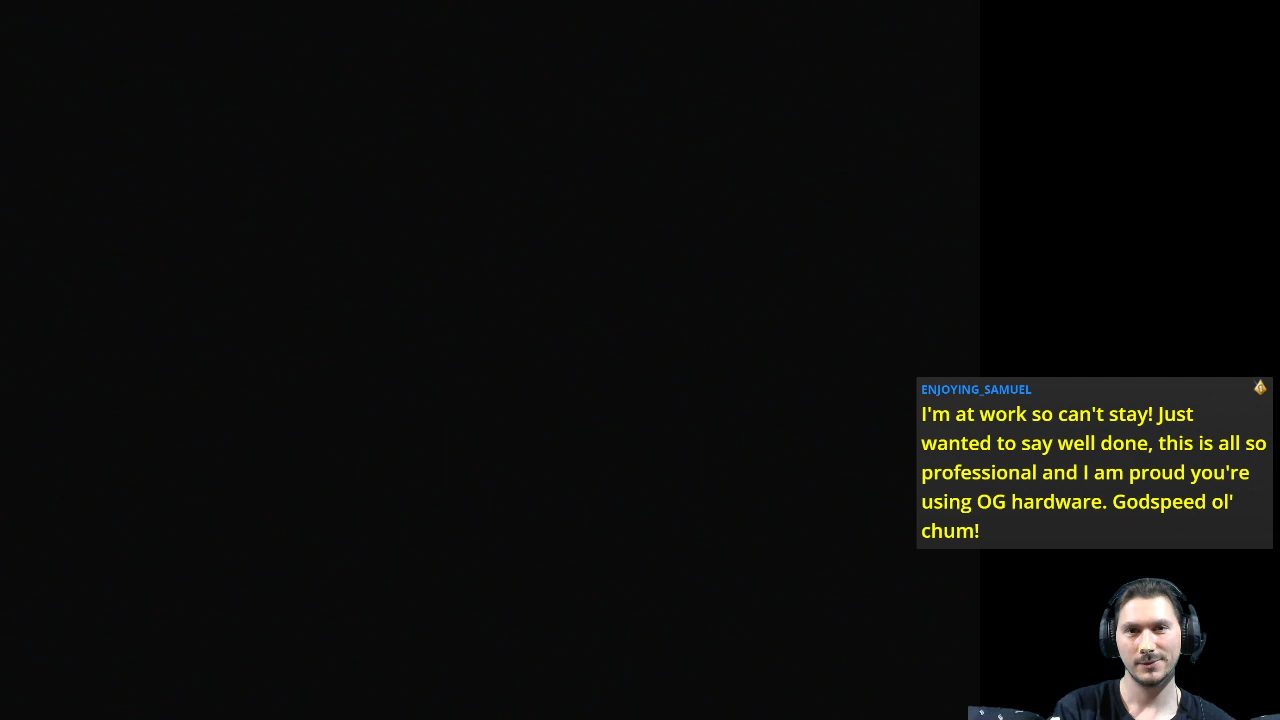 ENJOYING_SAMUEL
I'm at work so can't stay! Just
wanted to say well done, this is all so
professional and I am proud you're
using OG hardware. Godspeed ol'
chum!